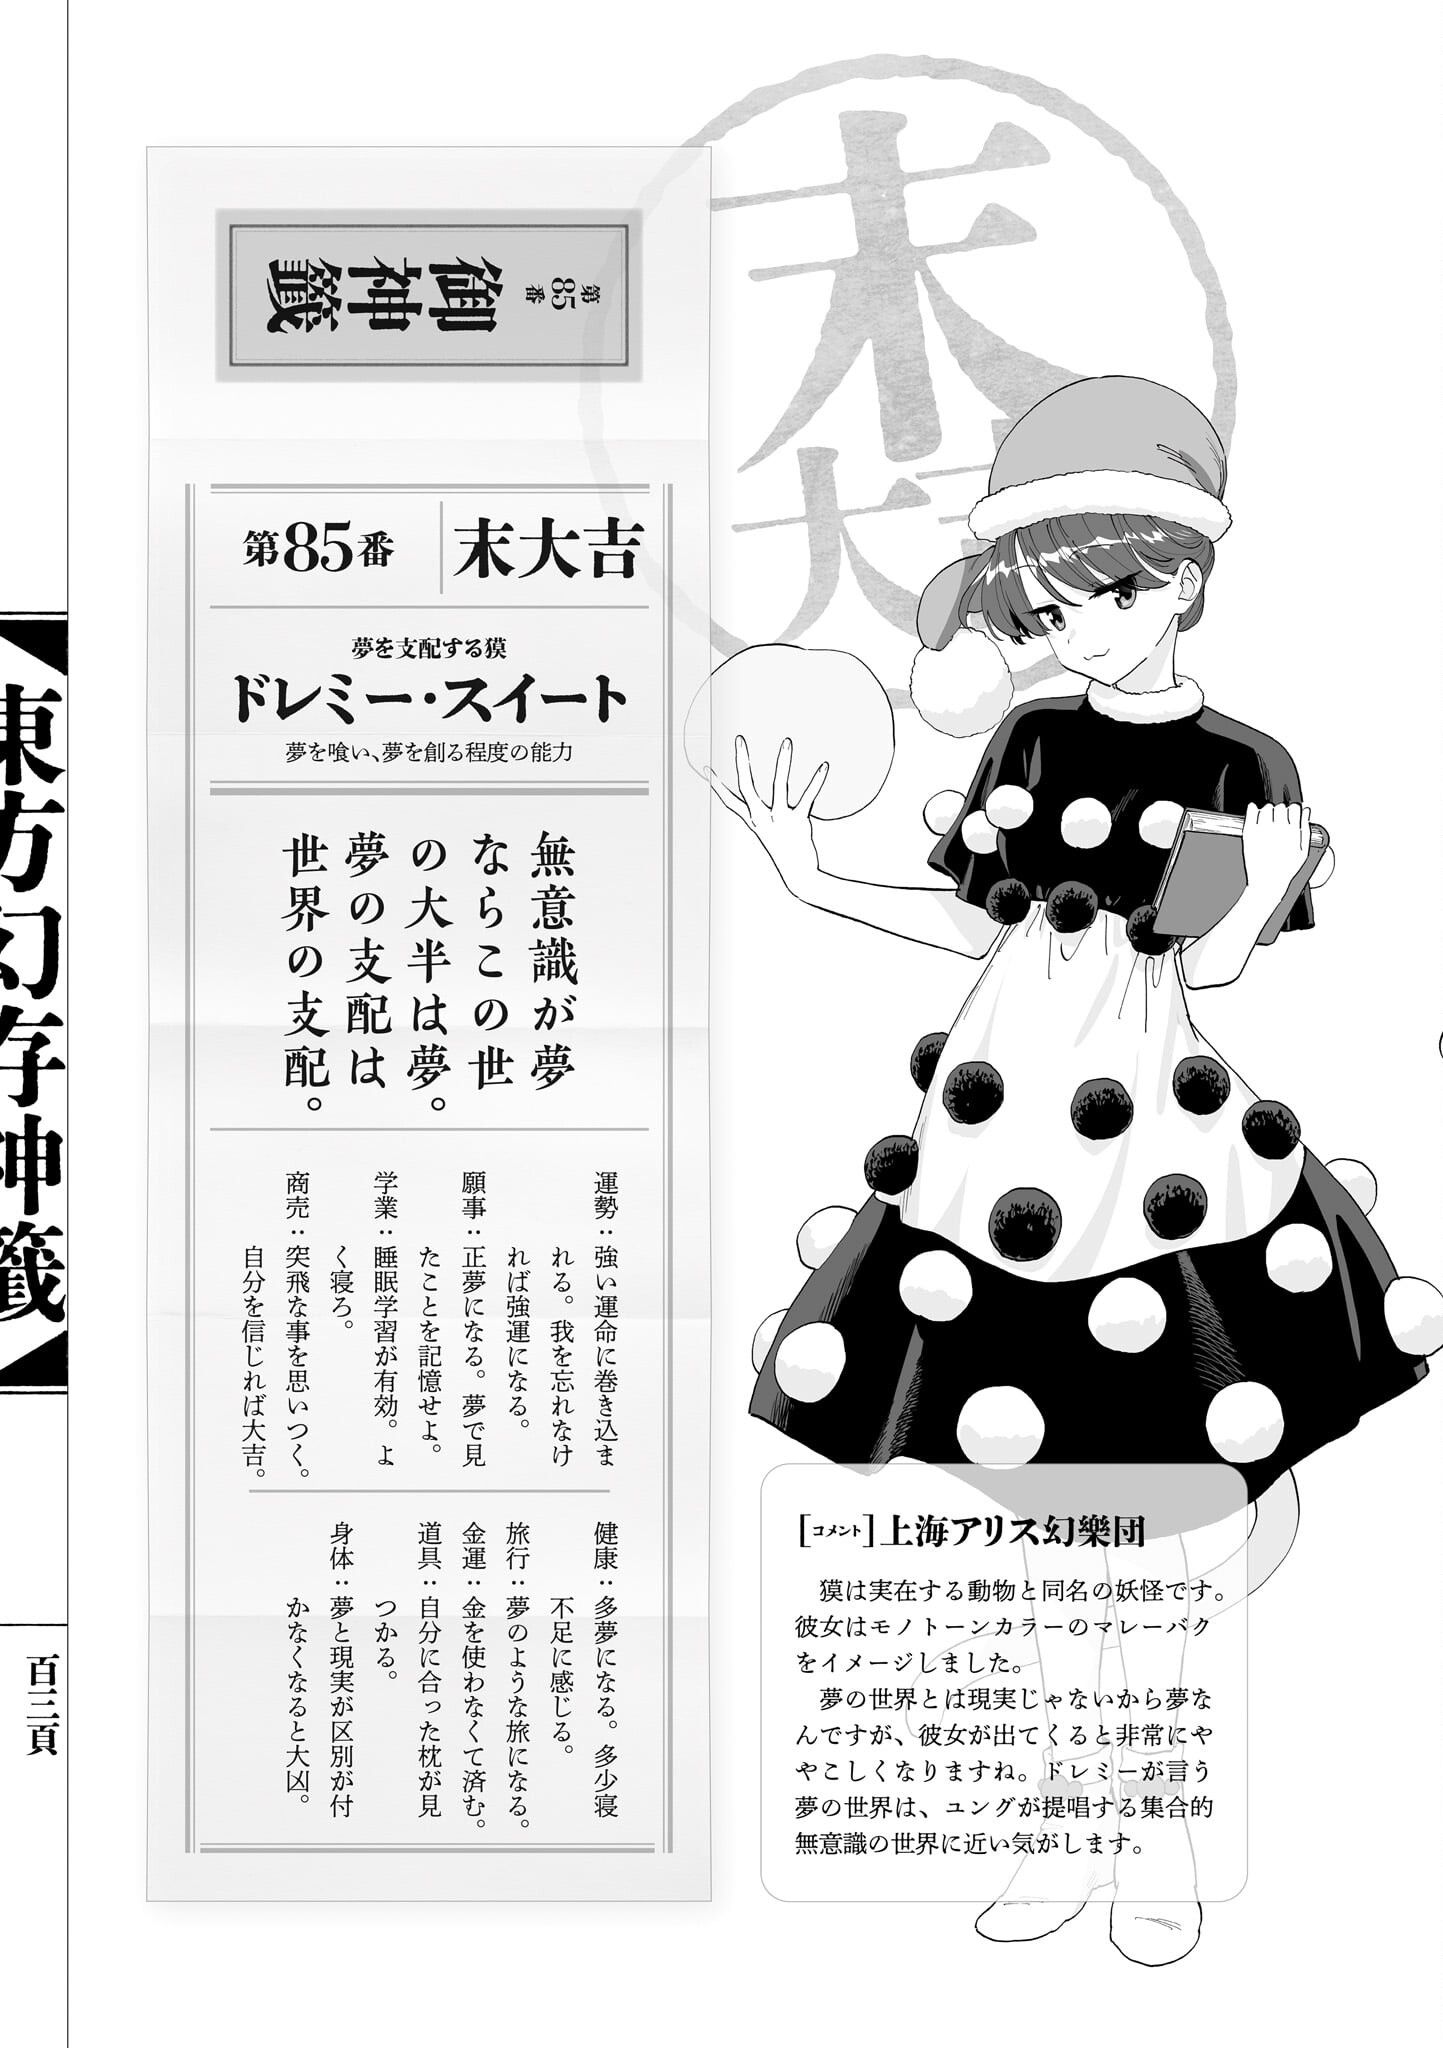 末大吉
御神籤
第85番
末大吉
第85番
夢を支配する獏
ドレミー・スイート
夢を喰い、夢を創る程度の能力
無意識が夢
ならこの世
の大半は夢。
夢の支配は
世界の支配。
運勢：強い運命に巻き込ま
れる。我を忘れなけ
れば強運になる。
願事：正夢になる。夢で見
たことを記憶せよ。
学業：睡眠学習が有効。よ
く寝ろ。
商売：突飛な事を思いつく。
自分を信じれば大吉。
健康：多夢になる。多少寝
不足に感じる。
旅行：夢のような旅になる。
金運：金を使わなくて済む。
道具：自分に合った枕が見
つかる。
身体：夢と現実が区別が付
かなくなると大凶。
［コメント］上海アリス幻樂団
獏は実在する動物と同名の妖怪です。
彼女はモノトーンカラーのマレーバク
をイメージしました。
夢の世界とは現実じゃないから夢な
んですが、彼女が出てくると非常にや
やこしくなりますね。ドレミーが言う
夢の世界は、ユングが提唱する集合的
無意識の世界に近い気がします。
【東方幻存神籤】
百三頁